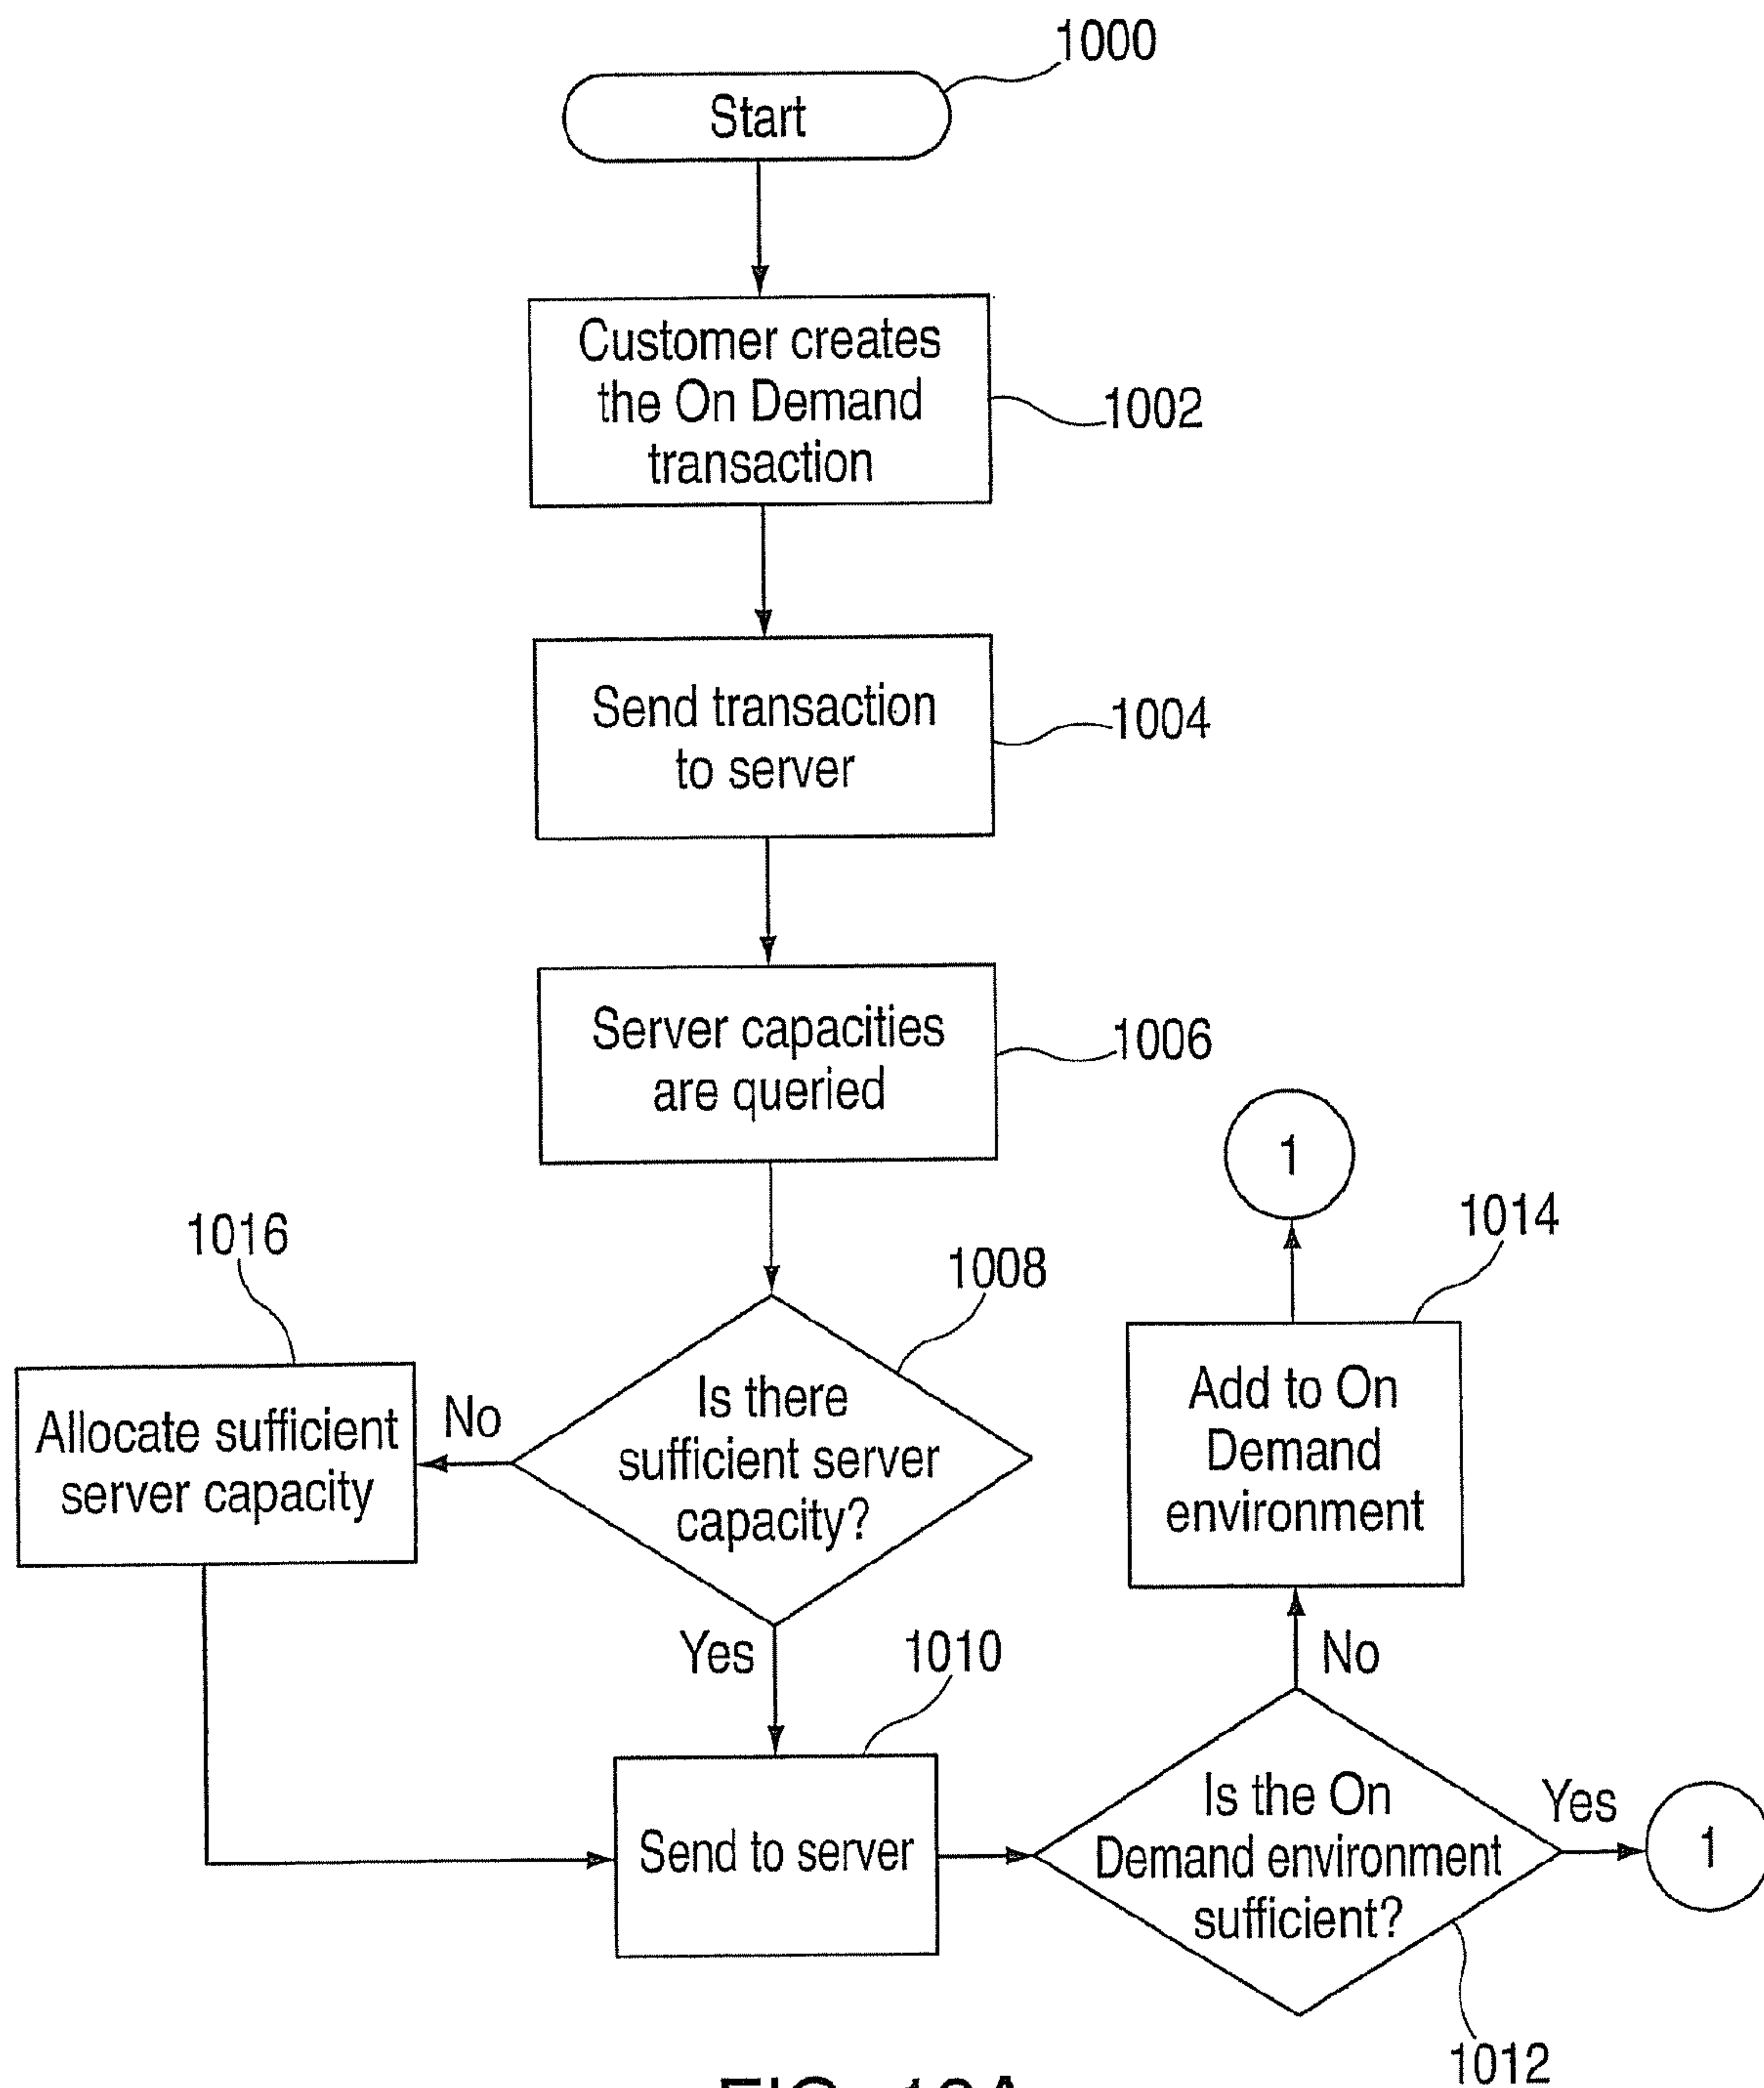 1000
Start
Customer creates
the On Demand
transaction
1002
Send transaction
to server
1004
Server capacities
are queried
1006
1
1014
1016
1008
Allocate sufficient
server capacity
No
Is there
sufficient server
capacity?
Add to On
Demand
environment
Yes
1010
No
Send to server
Is the On
Demand environment
sufficient?
Yes
1
1012